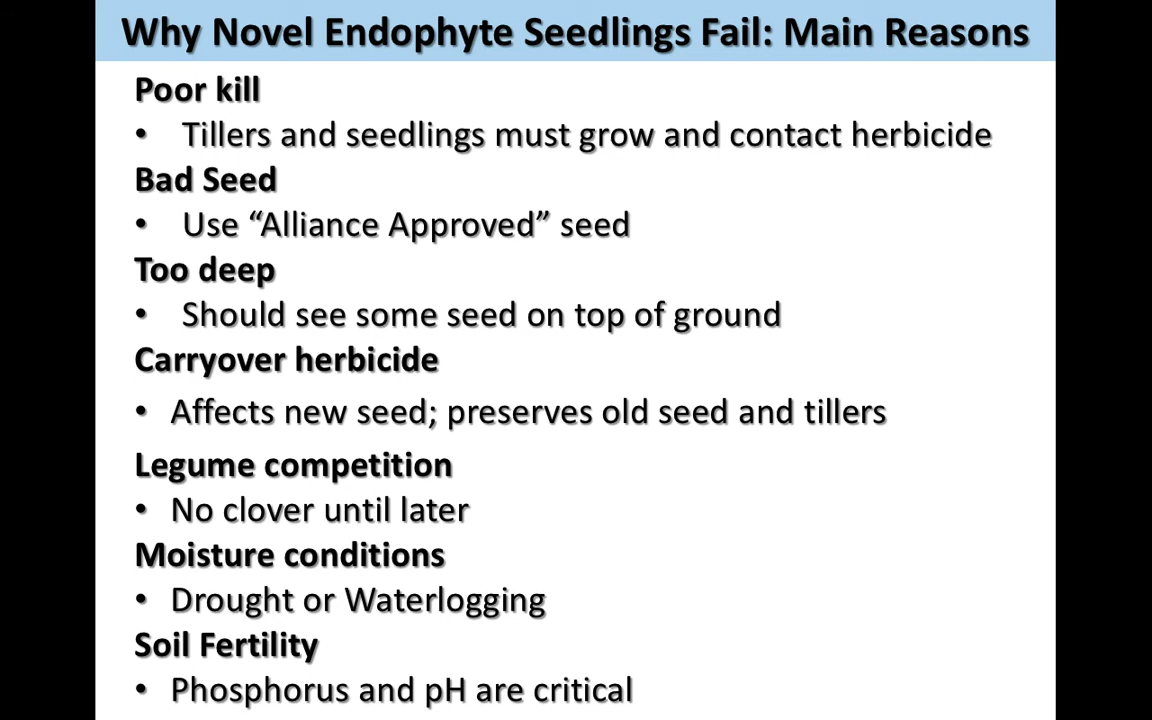 Why Novel Endophyte Seedlings Fail: Main Reasons
Poor kill
• Tillers and seedlings must grow and contact herbicide
Bad Seed
• Use “Alliance Approved” seed
Too deep
• Should see some seed on top of ground
Carryover herbicide
• Affects new seed; preserves old seed and tillers
Legume competition
• No clover until later
Moisture conditions
• Drought or Waterlogging
Soil Fertility
• Phosphorus and pH are critical